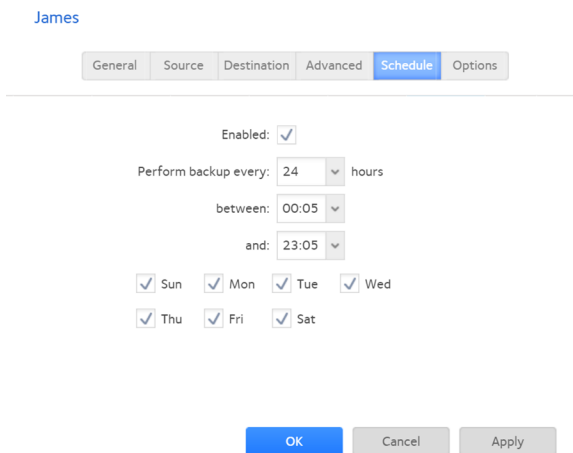 James
General Source Destination Advanced Schedule Options
Enabled:
Perform backup every: 24 hours
between: 00:05
and: 23:05
Sun Mon Tue Wed
Thu Fri Sat
OK Cancel Apply